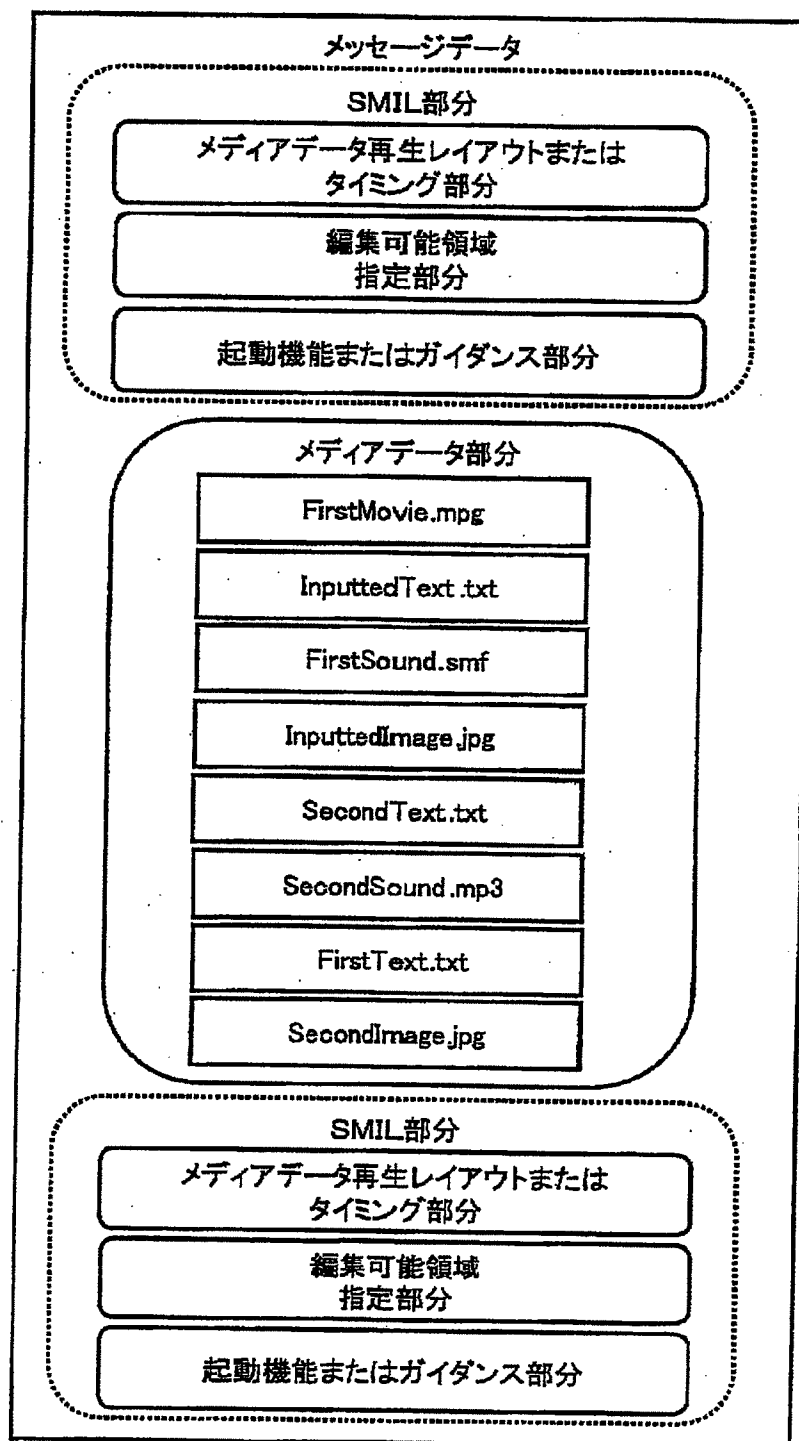 メッセージデータ
SMIL部分
メディアデータ再生レイアウトまたは
タイミング部分
編集可能領域
指定部分
起動機能またはガイダンス部分
メディアデータ部分
FirstMovie.mpg
InputtedText.txt
FirstSound.smf
InputtedImage.jpg
SecondText.txt
SecondSound.mp3
FirstText.txt
SecondImage.jpg
SMIL部分
メディアデータ再生レイアウトまたは
タイミング部分
編集可能領域
指定部分
起動機能またはガイダンス部分